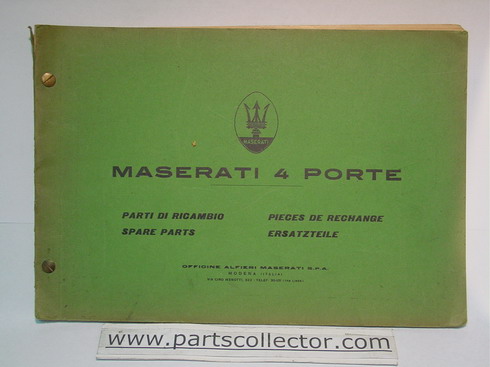 MASERATI
MASERATI 4 PORTE
PARTI DI RICAMBIO
SPARE PARTS
PIECES DE RECHANGE
ERSATZTEILE
OFFICINE ALFIERI MASERATI S.P.A.
MODENA (ITALIA)
www.partscollector.com